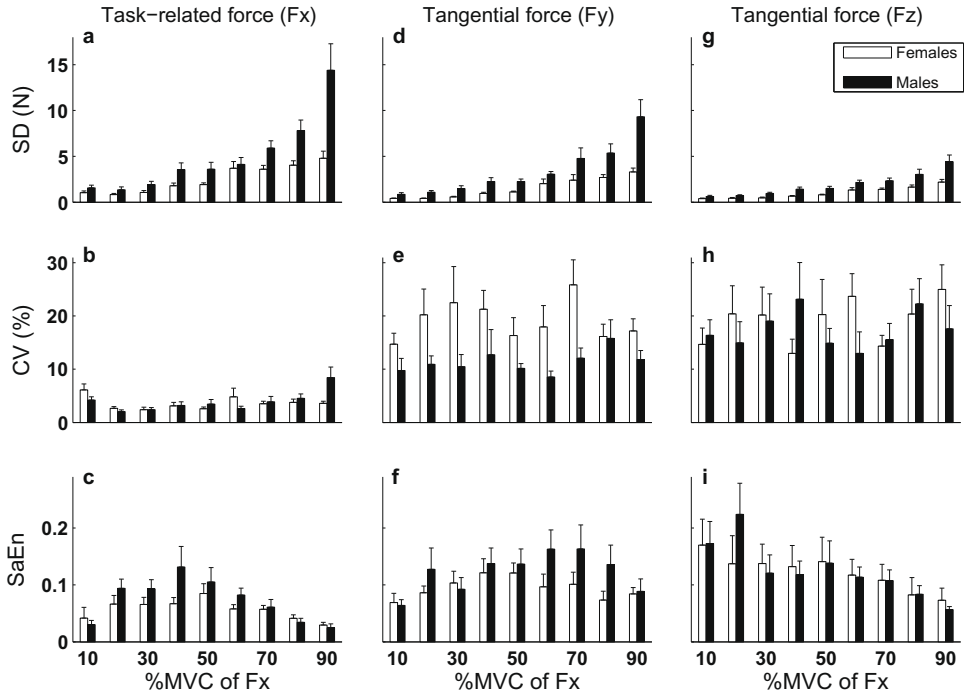 Task-related force (Fx)
Tangential force (Fy)
Tangential force (Fz)
a
d
g
Females
Males
SD (N)
15
10
5
0
b
e
h
CV (%)
30
20
10
0
c
f
i
SaEn
0.2
0.1
0
10 30 50 70 90
10 30 50 70 90
10 30 50 70 90
%MVC of Fx
%MVC of Fx
%MVC of Fx